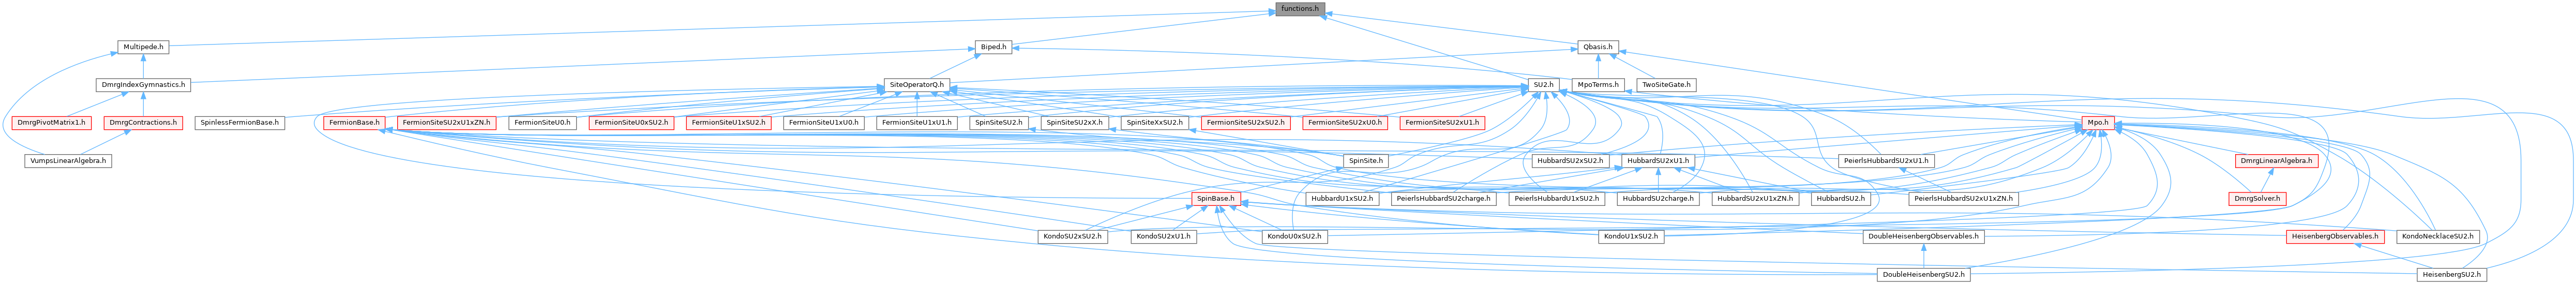 functions.h
Multipede.h
Biped.h
Qbasis.h
DmrgIndexGymnastics.h
SiteOperatorQ.h
SU2.h
MpoTerms.h
TwoSiteGate.h
DmrgPivotMatrix1.h
DmrgContractions.h
SpinlessFermionBase.h
FermionBase.h
FermionSiteSU2xU1xZN.h
FermionSiteU0.h
FermionSiteU0xSU2.h
FermionSiteU1xSU2.h
FermionSiteU1xU0.h
FermionSiteU1xU1.h
SpinSiteSU2.h
SpinSiteSU2xX.h
SpinSiteXxSU2.h
FermionSiteSU2xSU2.h
FermionSiteSU2xU0.h
FermionSiteSU2xU1.h
Mpo.h
VumpsLinearAlgebra.h
SpinSite.h
HubbardSU2xSU2.h
HubbardSU2xU1.h
PeierlsHubbardSU2xU1.h
DmrgLinearAlgebra.h
SpinBase.h
HubbardU1xSU2.h
PeierlsHubbardSU2charge.h
PeierlsHubbardU1xSU2.h
HubbardSU2charge.h
HubbardSU2xU1xZN.h
HubbardSU2.h
PeierlsHubbardSU2xU1xZN.h
DmrgSolver.h
KondoSU2xSU2.h
KondoSU2xU1.h
KondoU0xSU2.h
KondoU1xSU2.h
DoubleHeisenbergObservables.h
HeisenbergObservables.h
KondoNecklaceSU2.h
DoubleHeisenbergSU2.h
HeisenbergSU2.h